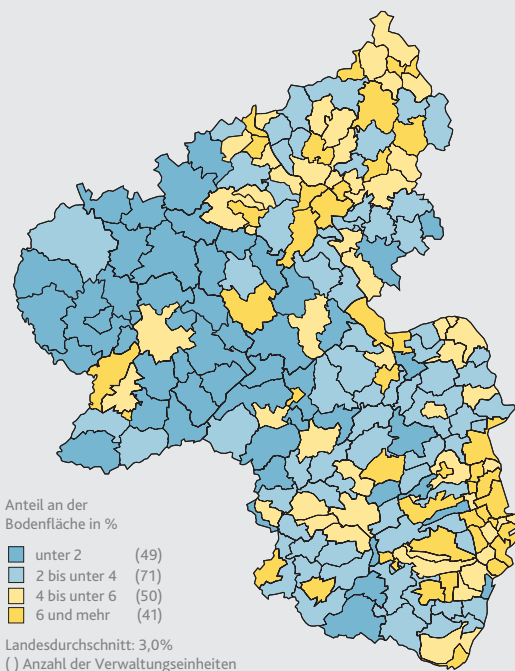 Anteil an der
Bodenfläche in %
unter 2 (49)
2 bis unter 4 (71)
4 bis unter 6 (50)
6 und mehr (41)
Landesdurchschnitt: 3,0%
( ) Anzahl der Verwaltungseinheiten